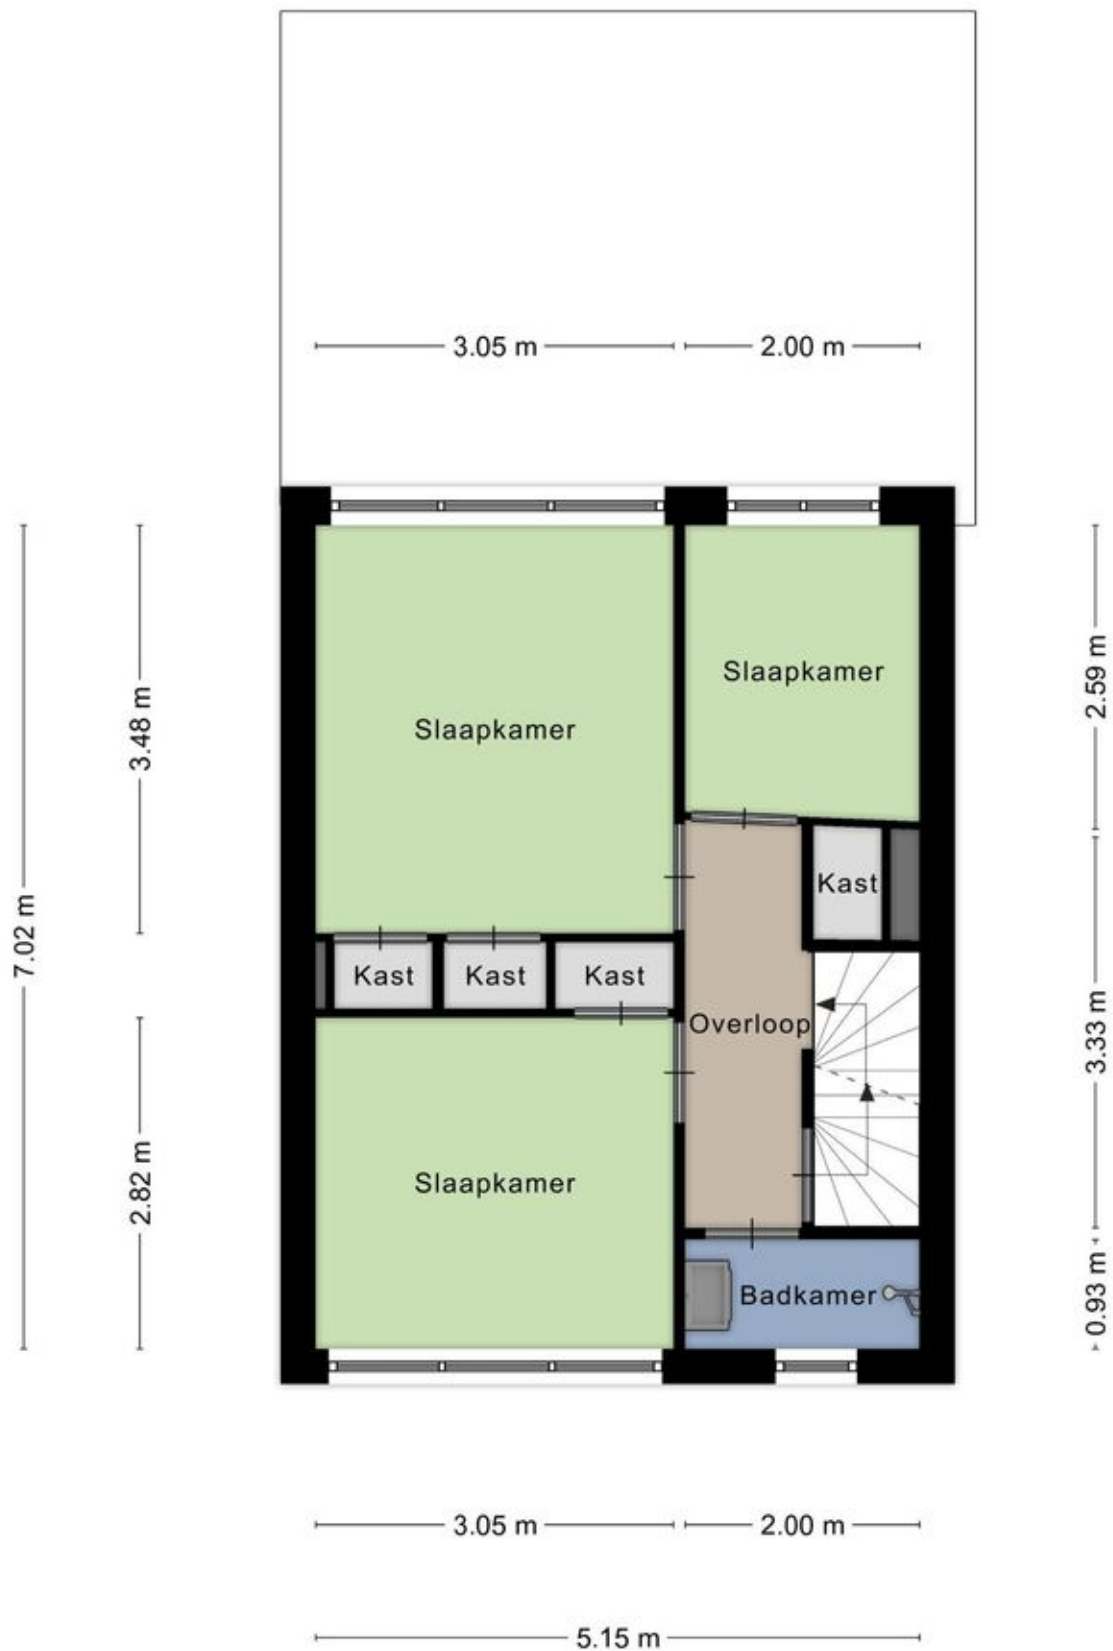 3.05 m
2.00 m
Slaapkamer
Slaapkamer
2.59 m
3.48 m
7.02 m
Kast
Kast
Kast
Kast
Overloop
3.33 m
Slaapkamer
2.82 m
Badkamer
0.93 m
3.05 m
2.00 m
5.15 m